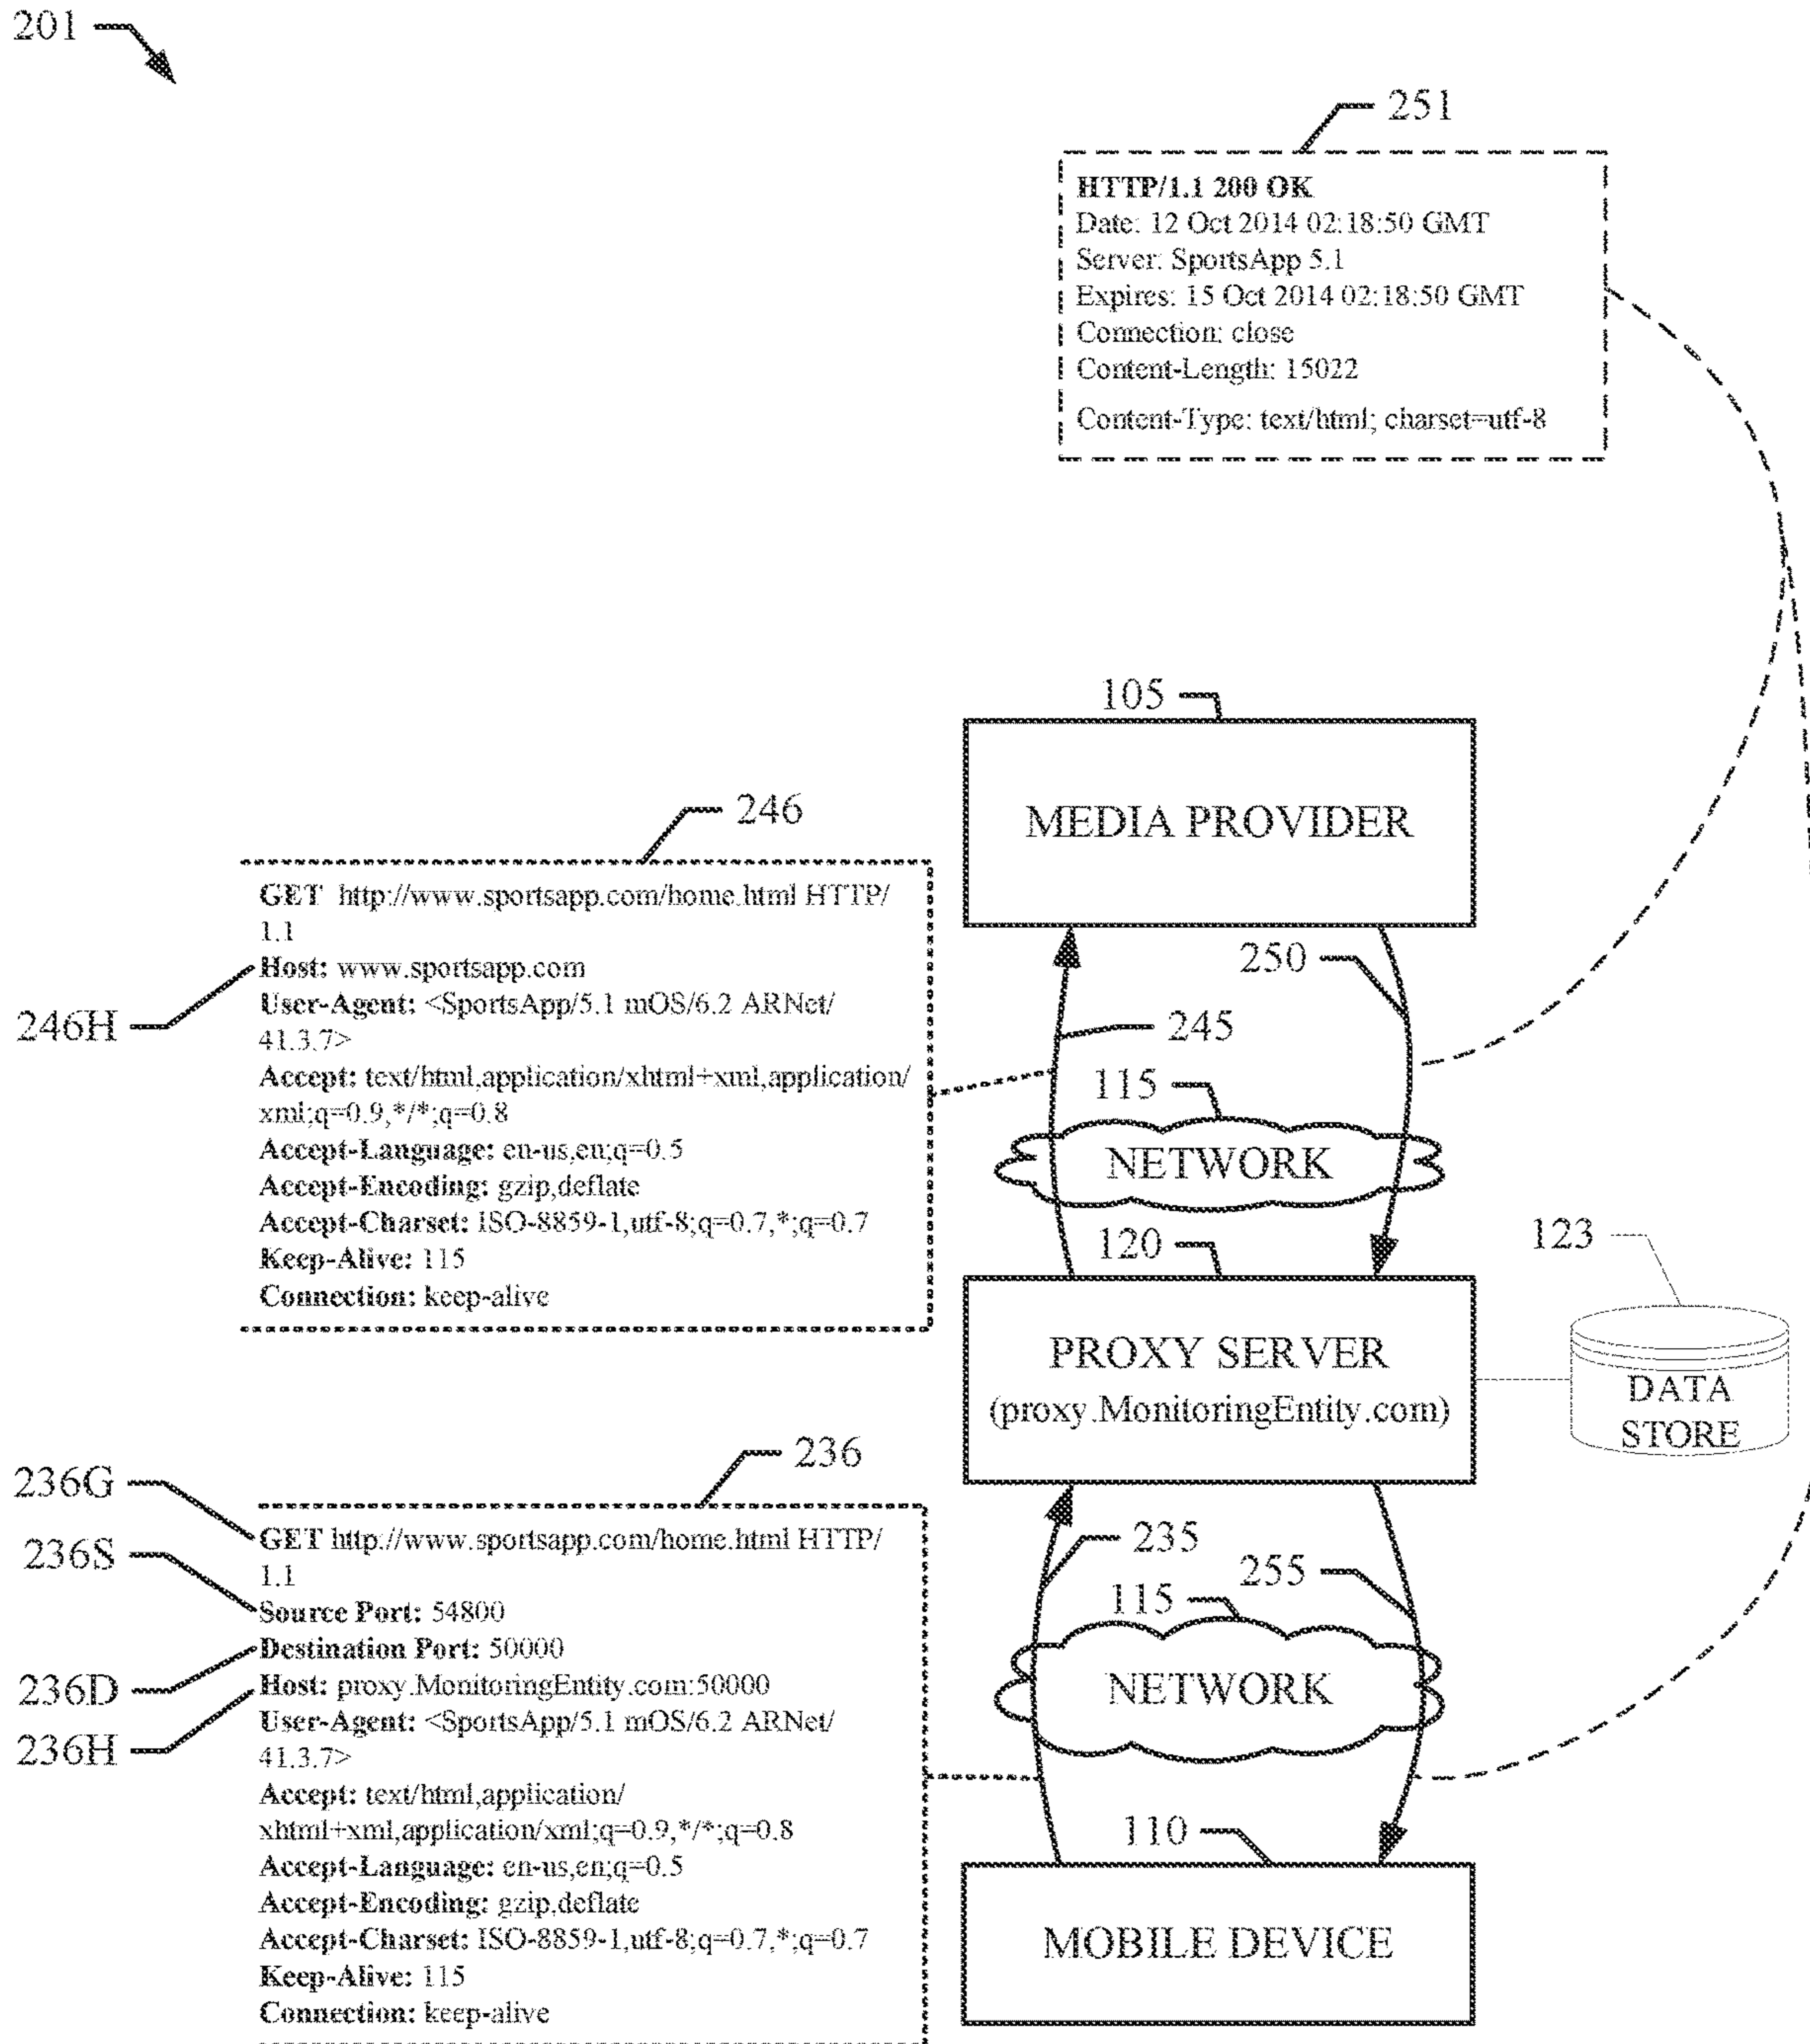 201
251
HTTP/1.1 200 OK
Date: 12 Oct 2014 02:18:50 GMT
Server: SportsApp 5.1
Expires: 15 Oct 2014 02:18:50 GMT
Connection: close
Content-Length: 15022
Content-Type: text/html; charset=utf-8
105
MEDIA PROVIDER
246
GET http://www.sportsapp.com/home.html HTTP/
1.1
Host: www.sportsapp.com
User-Agent: <SportsApp/5.1 mOS/6.2 ARNet/
41.3.7>
Accept: text/html,application/xhtml+xml,application/
xml;q=0.9,*/*;q=0.8
Accept-Language: en-us,en;q=0.5
Accept-Encoding: gzip,deflate
Accept-Charset: ISO-8859-1,utf-8;q=0.7,*;q=0.7
Keep-Alive: 115
Connection: keep-alive
246H
250
245
115
NETWORK
120
PROXY SERVER
(proxy.MonitoringEntity.com)
123
DATA
STORE
236
236G
236S
236D
236H
GET http://www.sportsapp.com/home.html HTTP/
1.1
Source Port: 54800
Destination Port: 50000
Host: proxy.MonitoringEntity.com:50000
User-Agent: <SportsApp/5.1 mOS/6.2 ARNet/
41.3.7>
Accept: text/html,application/
xhtml+xml,application/xml;q=0.9,*/*;q=0.8
Accept-Language: en-us,en;q=0.5
Accept-Encoding: gzip,deflate
Accept-Charset: ISO-8859-1,utf-8;q=0.7,*;q=0.7
Keep-Alive: 115
Connection: keep-alive
235
255
115
NETWORK
110
MOBILE DEVICE